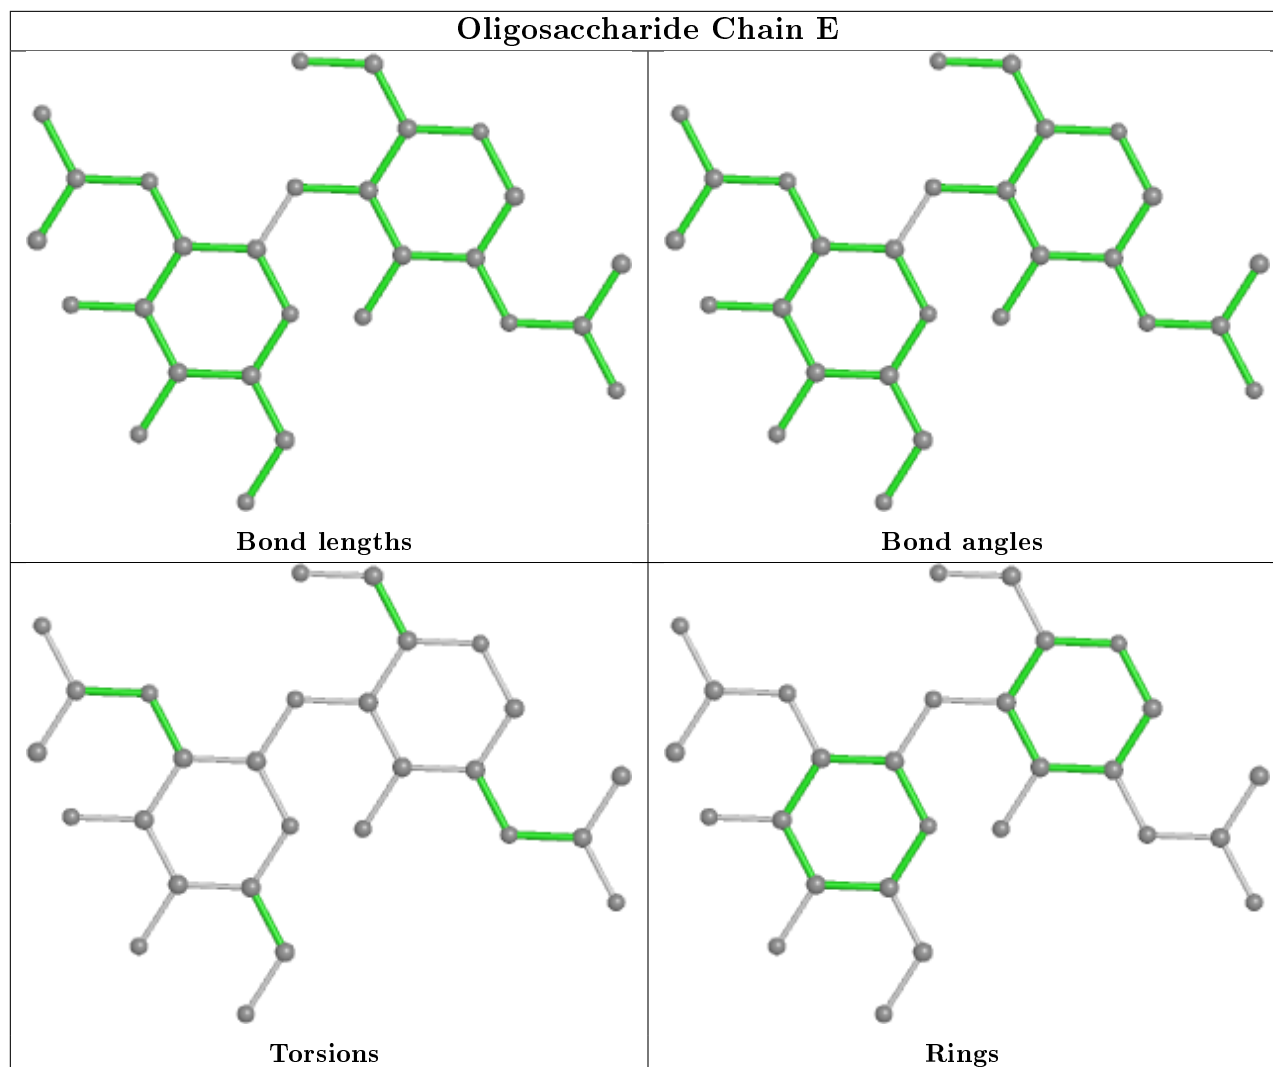 Oligosaccharide Chain E
Bond lengths
Bond angles
Torsions
Rings